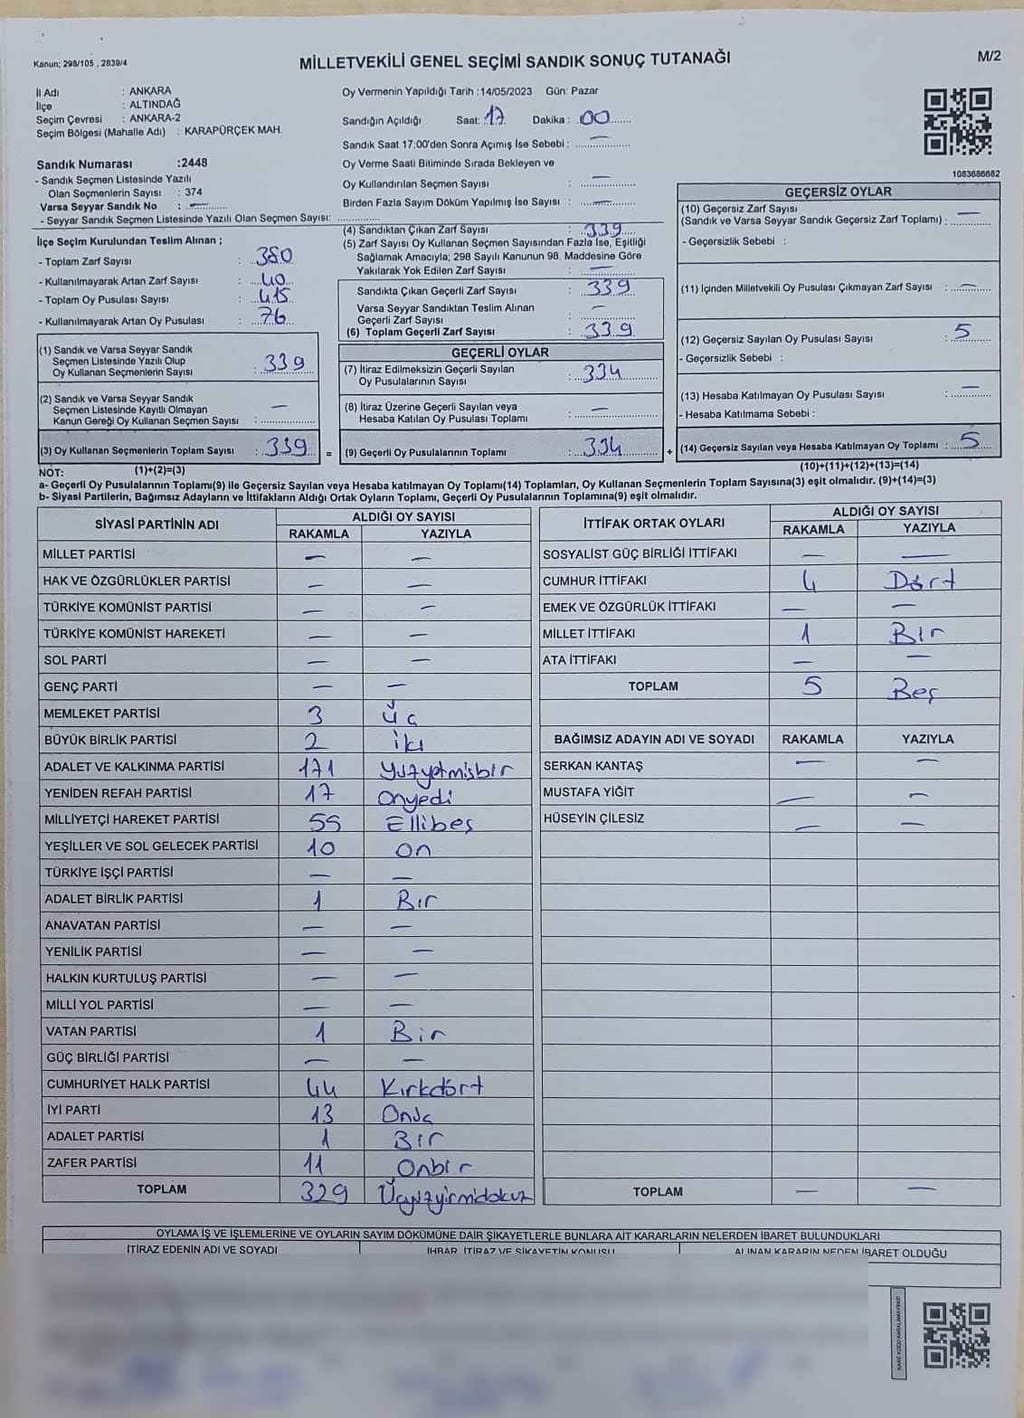 Kanun; 298/105 , 2839/4
MİLLETVEKİLİ GENEL SEÇİMİ SANDIK SONUÇ TUTANAĞI
M/2
İl Adı : ANKARA
İlçe : ALTINDAĞ
Seçim Çevresi : ANKARA-2
Seçim Bölgesi (Mahalle Adı) : KARAPÜRÇEK MAH.
Sandık Numarası :2448
- Sandık Seçmen Listesinde Yazılı
Olan Seçmenlerin Sayısı : 374
Varsa Seyyar Sandık No : —
- Seyyar Sandık Seçmen Listesinde Yazılı Olan Seçmen Sayısı:
Oy Vermenin Yapıldığı Tarih :14/05/2023 Gün: Pazar
Sandığın Açıldığı Saat: 17 Dakika : 00
Sandık Saat 17:00'den Sonra Açımış İse Sebebi : —
Oy Verme Saati Bitiminde Sırada Bekleyen ve
Oy Kullandırılan Seçmen Sayısı : —
Birden Fazla Sayım Döküm Yapılmış İse Sayısı : —
1083686682
İlçe Seçim Kurulundan Teslim Alınan ;
- Toplam Zarf Sayısı : 380
- Kullanılmayarak Artan Zarf Sayısı : 40
- Toplam Oy Pusulası Sayısı : 415
- Kullanılmayarak Artan Oy Pusulası : 76
(1) Sandık ve Varsa Seyyar Sandık
Seçmen Listesinde Yazılı Olup
Oy Kullanan Seçmenlerin Sayısı : 339
(2) Sandık ve Varsa Seyyar Sandık
Seçmen Listesinde Kayıtlı Olmayan
Kanun Gereği Oy Kullanan Seçmen Sayısı : —
(3) Oy Kullanan Seçmenlerin Toplam Sayısı : 339 =
(4) Sandıktan Çıkan Zarf Sayısı : 339
(5) Zarf Sayısı Oy Kullanan Seçmen Sayısından Fazla İse, Eşitliği
Sağlamak Amacıyla; 298 Sayılı Kanunun 98. Maddesine Göre
Yakılarak Yok Edilen Zarf Sayısı : —
Sandıkta Çıkan Geçerli Zarf Sayısı : 339
Varsa Seyyar Sandıktan Teslim Alınan
Geçerli Zarf Sayısı : —
(6) Toplam Geçerli Zarf Sayısı : 339
GEÇERLİ OYLAR
(7) İtiraz Edilmeksizin Geçerli Sayılan
Oy Pusulalarının Sayısı : 334
(8) İtiraz Üzerine Geçerli Sayılan veya
Hesaba Katılan Oy Pusulası Toplamı : —
(9) Geçerli Oy Pusulalarının Toplamı : 334 +
GEÇERSİZ OYLAR
(10) Geçersiz Zarf Sayısı
(Sandık ve Varsa Seyyar Sandık Geçersiz Zarf Toplamı) : —
- Geçersizlik Sebebi :
(11) İçinden Milletvekili Oy Pusulası Çıkmayan Zarf Sayısı : —
(12) Geçersiz Sayılan Oy Pusulası Sayısı : 5
- Geçersizlik Sebebi :
(13) Hesaba Katılmayan Oy Pusulası Sayısı : —
- Hesaba Katılmama Sebebi :
(14) Geçersiz Sayılan veya Hesaba Katılmayan Oy Toplamı : 5
NOT: (1)+(2)=(3)
(10)+(11)+(12)+(13)=(14)
a- Geçerli Oy Pusulalarının Toplamı(9) ile Geçersiz Sayılan veya Hesaba katılmayan Oy Toplamı(14) Toplamları, Oy Kullanan Seçmenlerin Toplam Sayısına(3) eşit olmalıdır. (9)+(14)=(3)
b- Siyasi Partilerin, Bağımsız Adayların ve İttifakların Aldığı Ortak Oyların Toplamı, Geçerli Oy Pusulalarının Toplamına(9) eşit olmalıdır.
SİYASİ PARTİNİN ADI ALDIĞI OY SAYISI
RAKAMLA YAZIYLA
MİLLET PARTİSİ — —
HAK VE ÖZGÜRLÜKLER PARTİSİ — —
TÜRKİYE KOMÜNİST PARTİSİ — —
TÜRKİYE KOMÜNİST HAREKETİ — —
SOL PARTİ — —
GENÇ PARTİ — —
MEMLEKET PARTİSİ 3 Üç
BÜYÜK BİRLİK PARTİSİ 2 iki
ADALET VE KALKINMA PARTİSİ 171 Yüzyetmişbir
YENİDEN REFAH PARTİSİ 17 Onyedi
MİLLİYETÇİ HAREKET PARTİSİ 55 Ellibeş
YEŞİLLER VE SOL GELECEK PARTİSİ 10 on
TÜRKİYE İŞÇİ PARTİSİ — —
ADALET BİRLİK PARTİSİ 1 Bir
ANAVATAN PARTİSİ — —
YENİLİK PARTİSİ — —
HALKIN KURTULUŞ PARTİSİ — —
MİLLİ YOL PARTİSİ — —
VATAN PARTİSİ 1 Bir
GÜÇ BİRLİĞİ PARTİSİ — —
CUMHURİYET HALK PARTİSİ 44 Kırkdört
İYİ PARTİ 13 Onüç
ADALET PARTİSİ 1 Bir
ZAFER PARTİSİ 11 Onbir
TOPLAM 329 Üçyüzyirmidokuz
İTTİFAK ORTAK OYLARI ALDIĞI OY SAYISI
RAKAMLA YAZIYLA
SOSYALİST GÜÇ BİRLİĞİ İTTİFAKI — —
CUMHUR İTTİFAKI 4 Dört
EMEK VE ÖZGÜRLÜK İTTİFAKI — —
MİLLET İTTİFAKI 1 Bir
ATA İTTİFAKI — —
TOPLAM 5 Beş
BAĞIMSIZ ADAYIN ADI VE SOYADI RAKAMLA YAZIYLA
SERKAN KANTAŞ — —
MUSTAFA YİĞİT — —
HÜSEYİN ÇİLESİZ — —
TOPLAM — —
OYLAMA İŞ VE İŞLEMLERİNE VE OYLARIN SAYIM DÖKÜMÜNE DAİR ŞİKAYETLERLE BUNLARA AİT KARARLARIN NELERDEN İBARET BULUNDUKLARI
İTİRAZ EDENİN ADI VE SOYADI İHBAR, İTİRAZ VE ŞİKAYETİN KONUSU ALINAN KARARIN NEDEN İBARET OLDUĞU